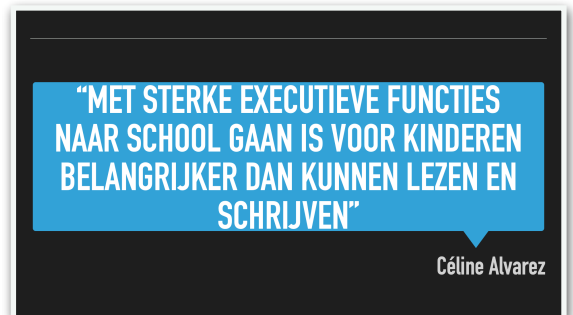 “MET STERKE EXECUTIEVE FUNCTIES
NAAR SCHOOL GAAN IS VOOR KINDEREN
BELANGRIJKER DAN KUNNEN LEZEN EN
SCHRIJVEN”
Céline Alvarez